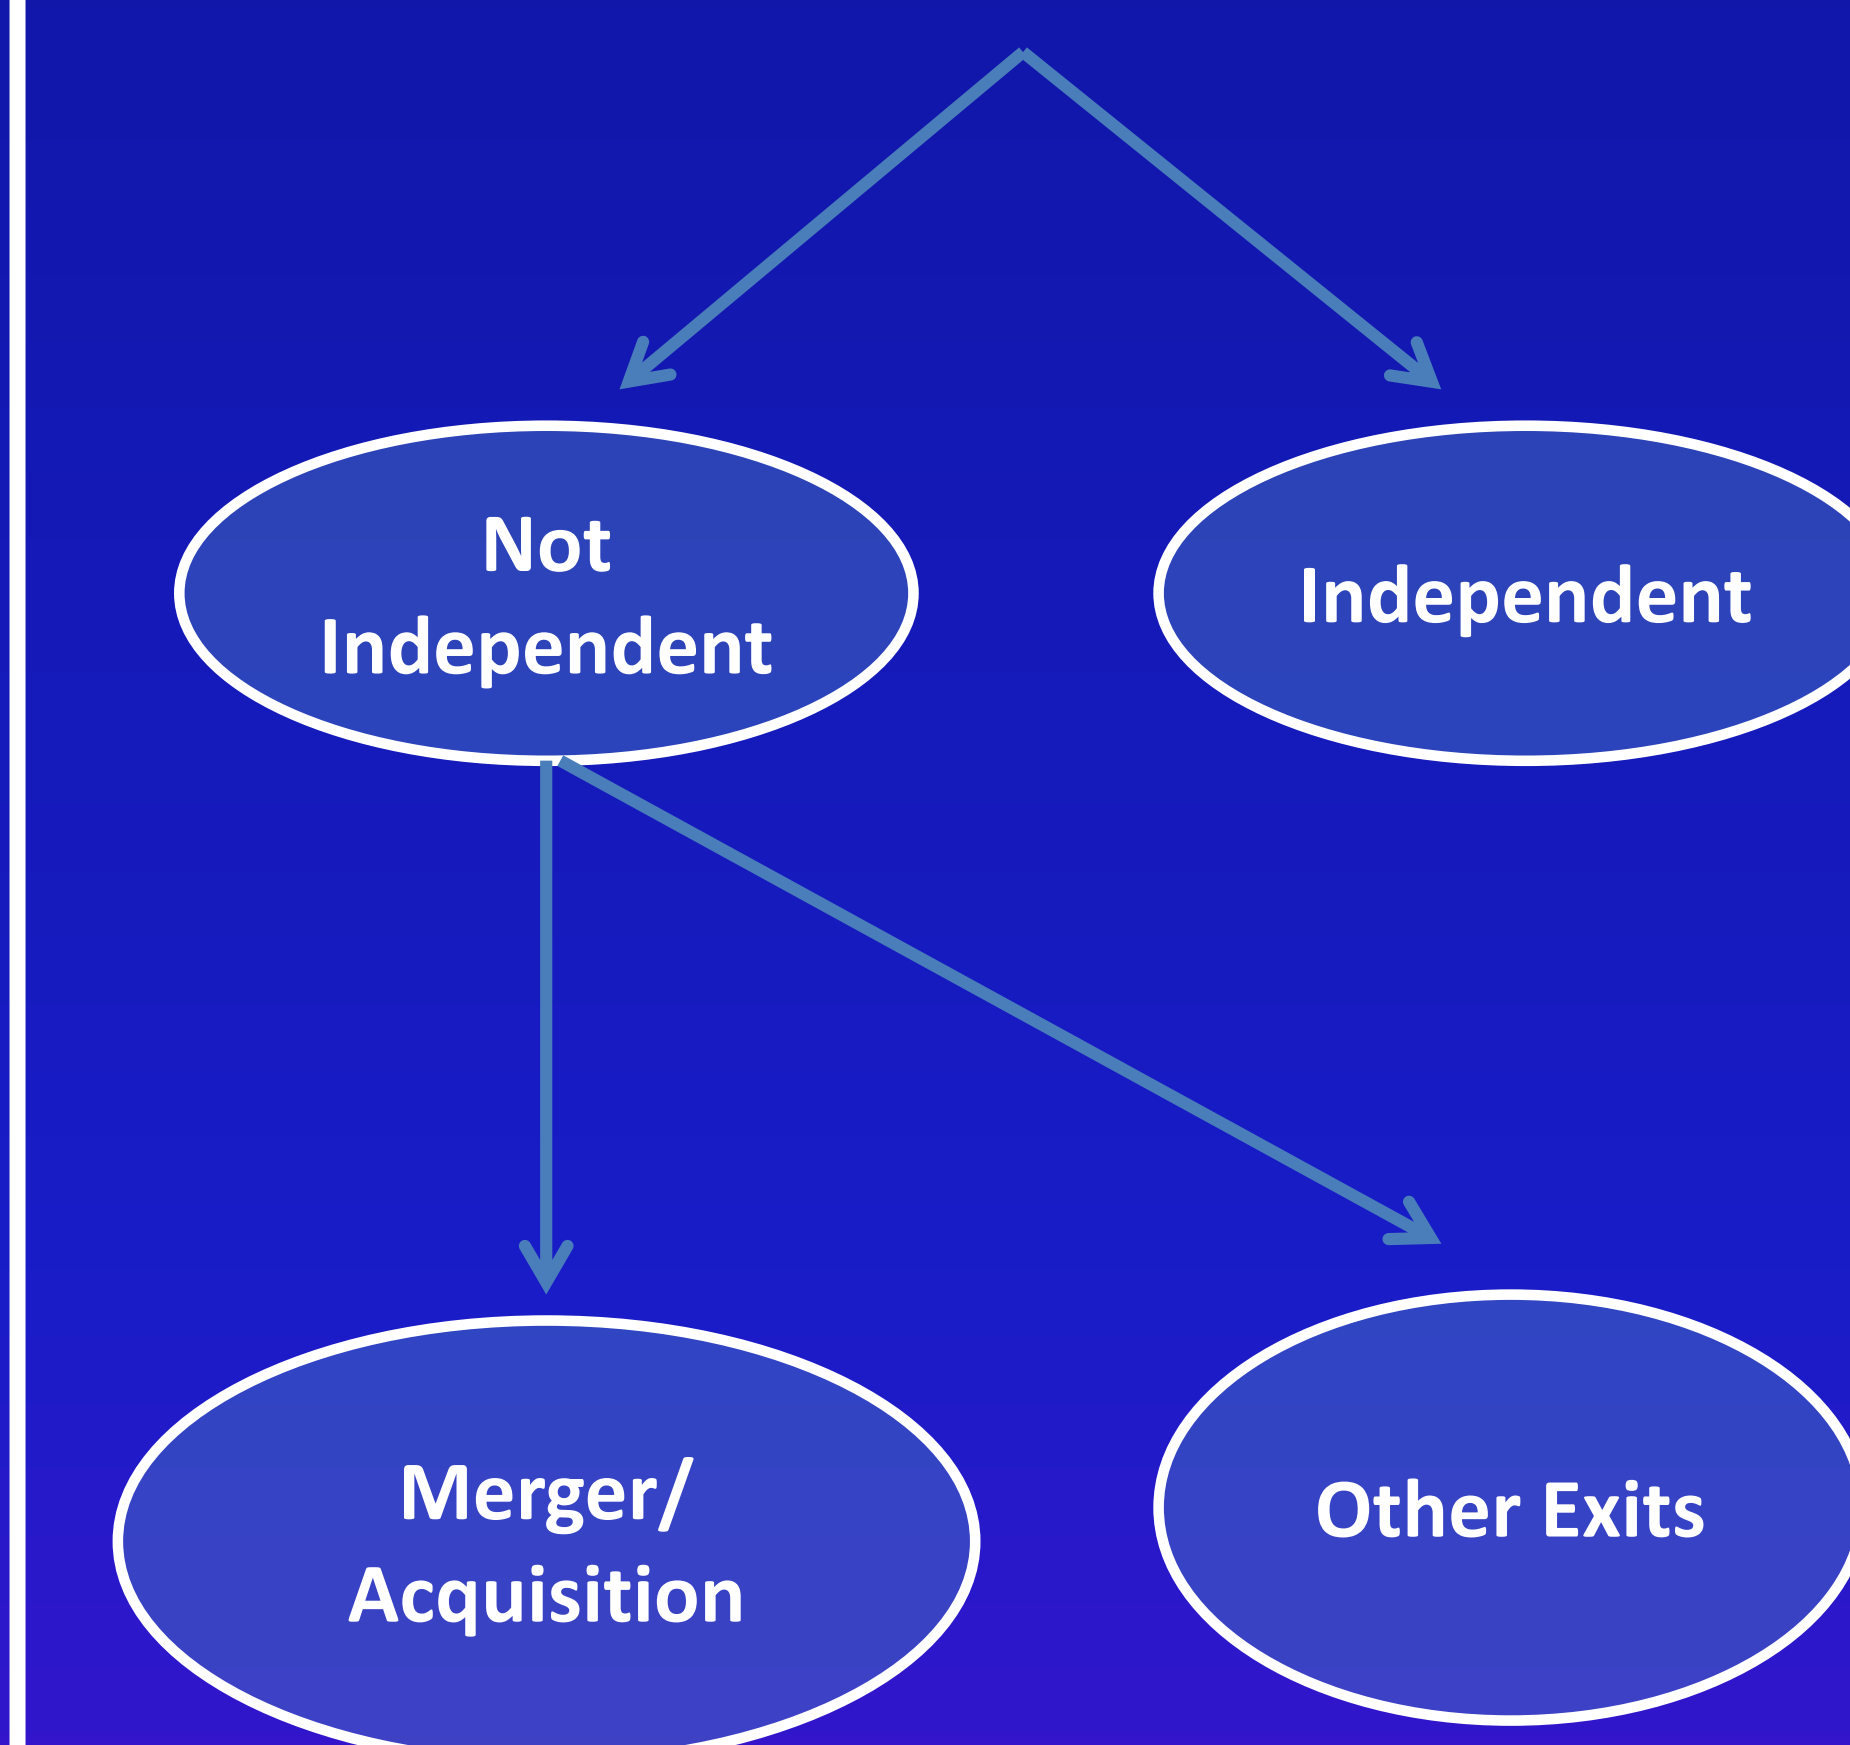 Not
Independent
Independent
Merger/
Acquisition
Other Exits